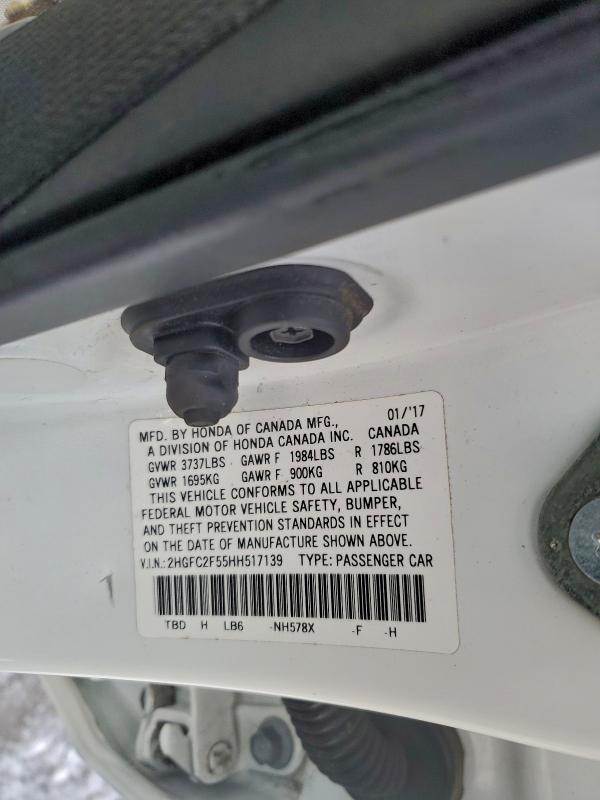 MFD. BY HONDA OF CANADA MFG., 01/'17
A DIVISION OF HONDA CANADA INC. CANADA
GVWR 3737LBS GAWR F 1984LBS R 1786LBS
GVWR 1695KG GAWR F 900KG R 810KG
THIS VEHICLE CONFORMS TO ALL APPLICABLE
FEDERAL MOTOR VEHICLE SAFETY, BUMPER,
AND THEFT PREVENTION STANDARDS IN EFFECT
ON THE DATE OF MANUFACTURE SHOWN ABOVE.
V.I.N.: 2HGFC2F55HH517139 TYPE: PASSENGER CAR
TBD H LB6 -NH578X -F -H